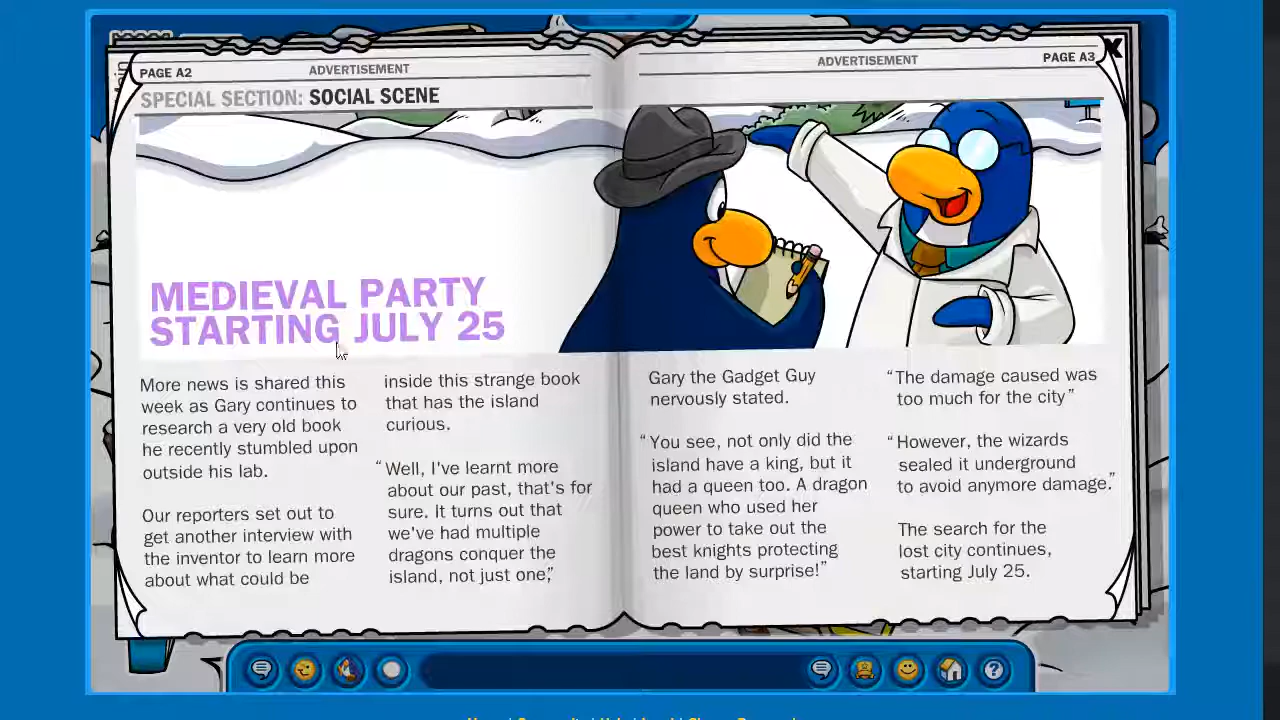 PAGE A2
ADVERTISEMENT
SPECIAL SECTION: SOCIAL SCENE
MEDIEVAL PARTY
STARTING JULY 25
More news is shared this
week as Gary continues to
research a very old book
he recently stumbled upon
outside his lab.
Our reporters set out to
get another interview with
the inventor to learn more
about what could be
inside this strange book
that has the island
curious.
“Well, I've learnt more
about our past, that's for
sure. It turns out that
we've had multiple
dragons conquer the
island, not just one,”
ADVERTISEMENT
PAGE A3
X
Gary the Gadget Guy
nervously stated.
“You see, not only did the
island have a king, but it
had a queen too. A dragon
queen who used her
power to take out the
best knights protecting
the land by surprise!”
“The damage caused was
too much for the city”
“However, the wizards
sealed it underground
to avoid anymore damage.”
The search for the
lost city continues,
starting July 25.
?